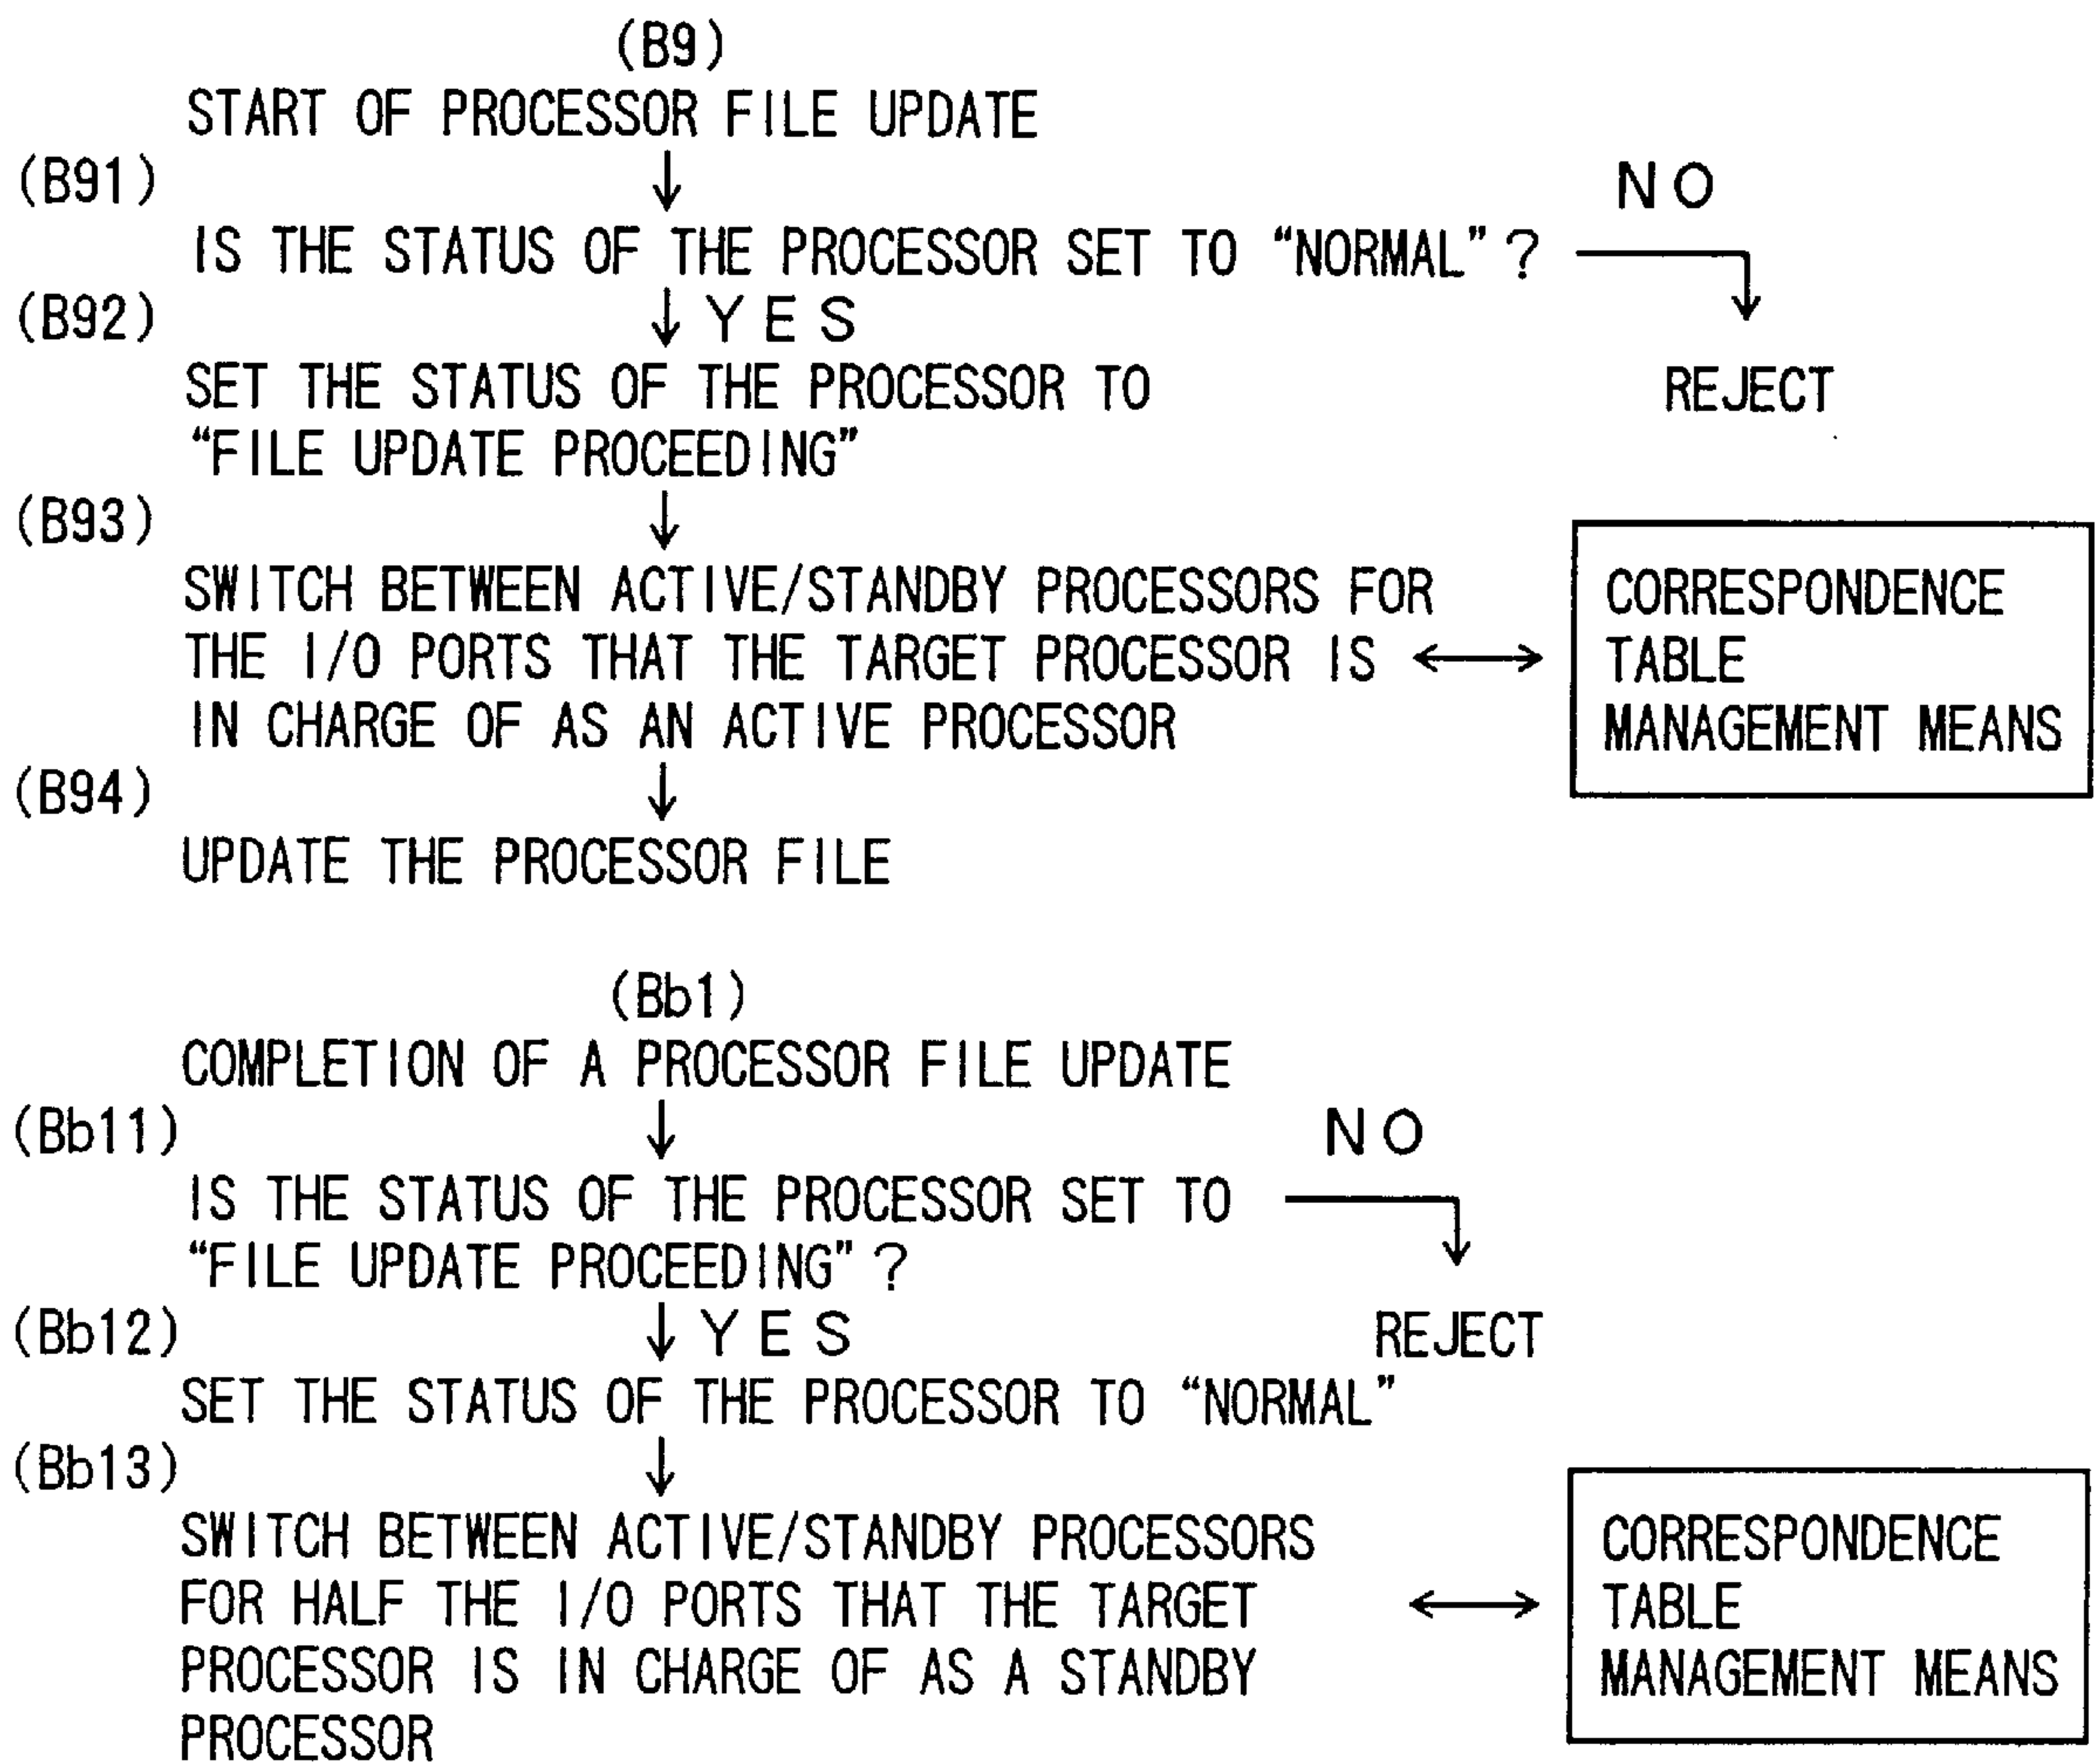 (B9)
START OF PROCESSOR FILE UPDATE
(B91)
NO
IS THE STATUS OF THE PROCESSOR SET TO “NORMAL”?
(B92)
YES
SET THE STATUS OF THE PROCESSOR TO
“FILE UPDATE PROCEEDING”
REJECT
(B93)
SWITCH BETWEEN ACTIVE/STANDBY PROCESSORS FOR
THE I/O PORTS THAT THE TARGET PROCESSOR IS
IN CHARGE OF AS AN ACTIVE PROCESSOR
CORRESPONDENCE
TABLE
MANAGEMENT MEANS
(B94)
UPDATE THE PROCESSOR FILE
(Bb1)
COMPLETION OF A PROCESSOR FILE UPDATE
(Bb11)
NO
IS THE STATUS OF THE PROCESSOR SET TO
“FILE UPDATE PROCEEDING”?
(Bb12)
YES
REJECT
SET THE STATUS OF THE PROCESSOR TO “NORMAL”
(Bb13)
SWITCH BETWEEN ACTIVE/STANDBY PROCESSORS
FOR HALF THE I/O PORTS THAT THE TARGET
PROCESSOR IS IN CHARGE OF AS A STANDBY
PROCESSOR
CORRESPONDENCE
TABLE
MANAGEMENT MEANS